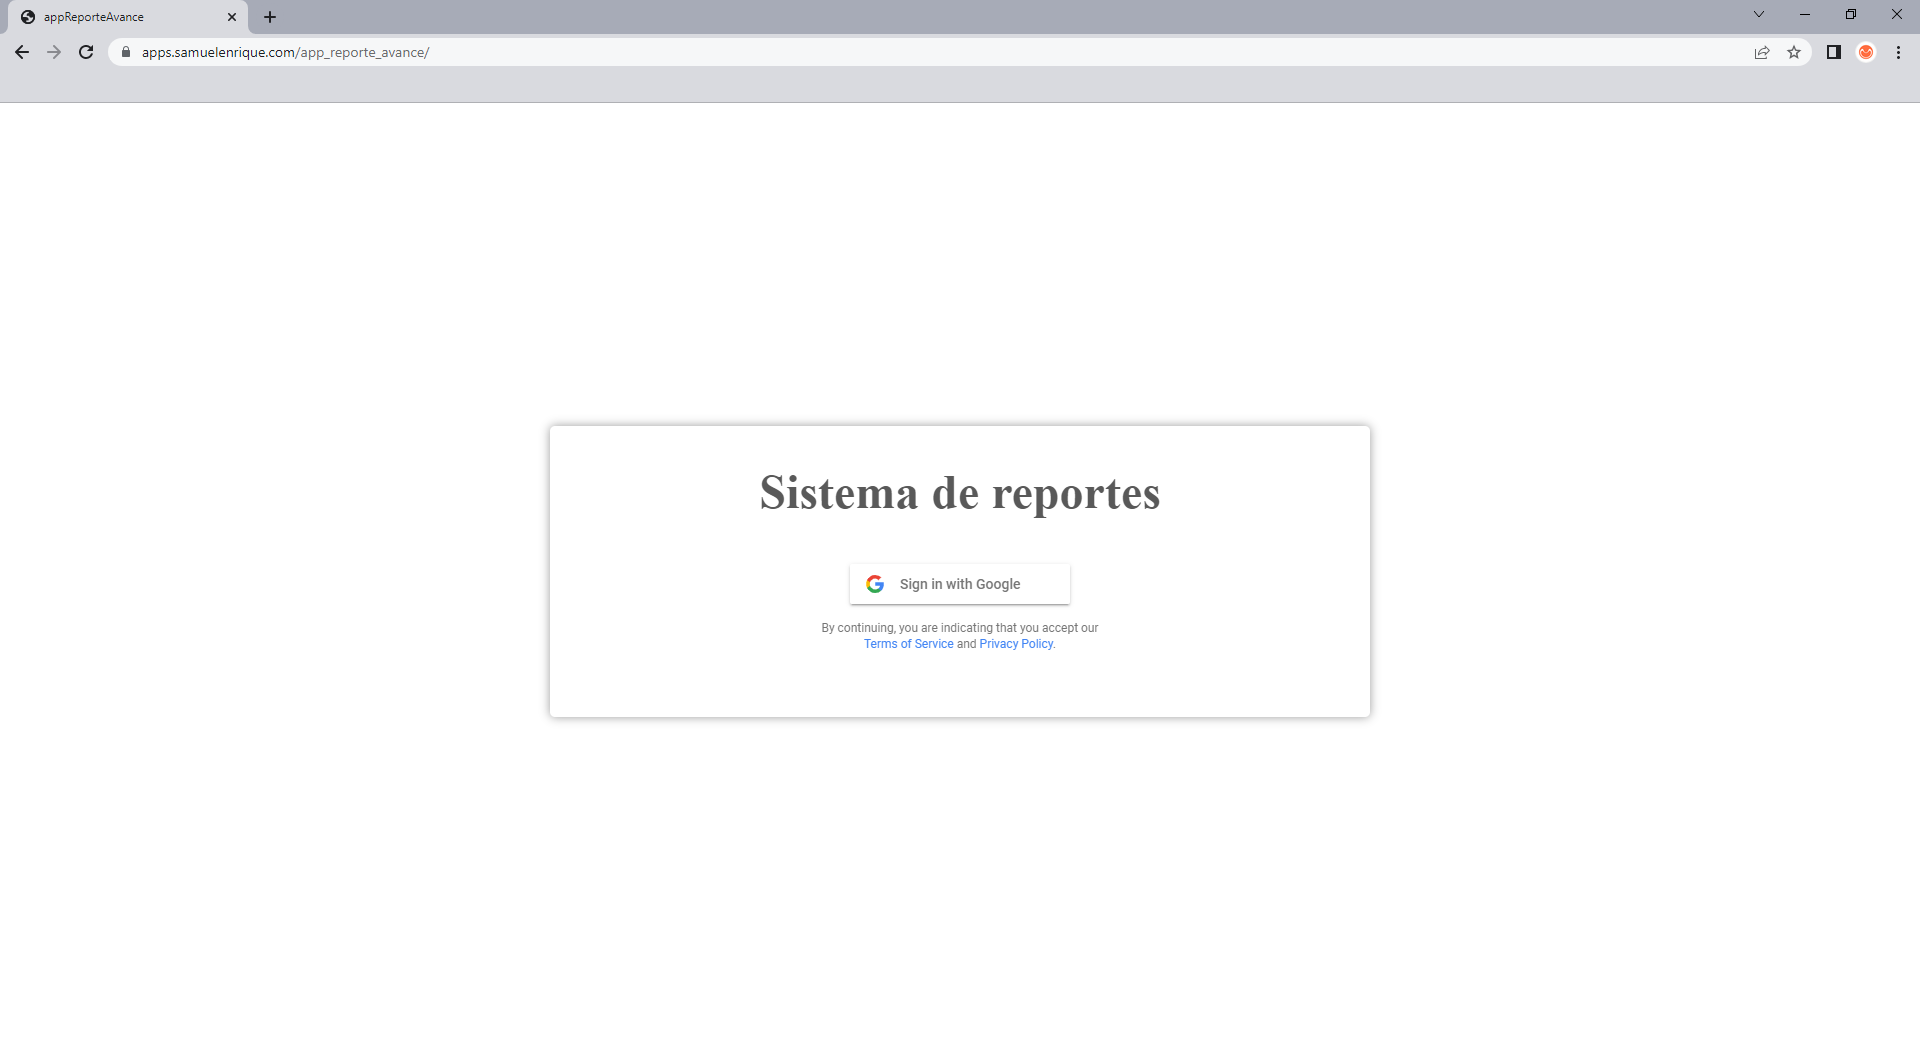 appReporteAvance
apps.samuelenrique.com/app_reporte_avance/
Sistema de reportes
Sign in with Google
By continuing, you are indicating that you accept our
Terms of Service and Privacy Policy.